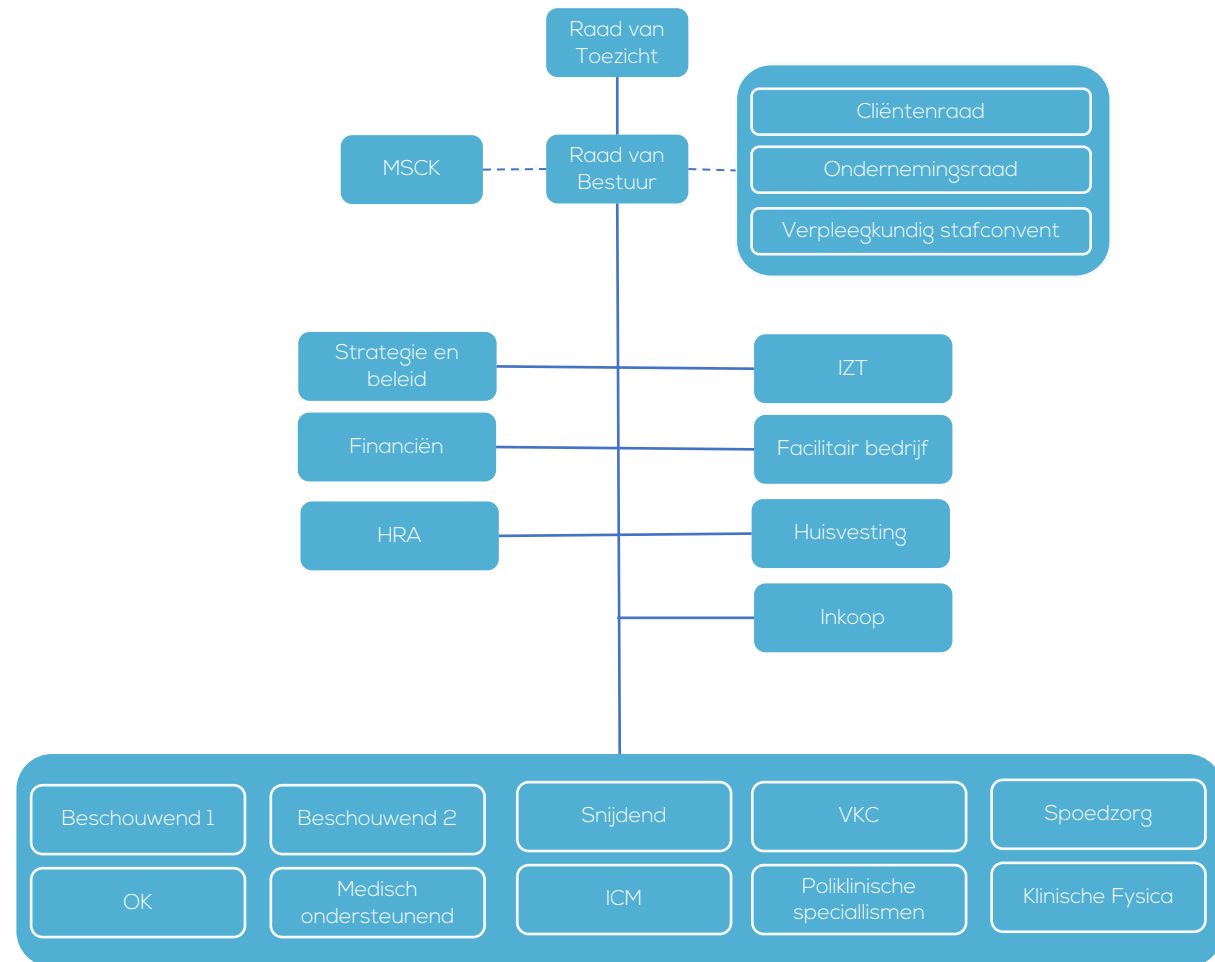 Raad van
Toezicht
Cliëntenraad
MSCK
Raad van
Bestuur
Ondernemingsraad
Verpleegkundig stafconvent
Strategie en
beleid
IZT
Financiën
Facilitair bedrijf
HRA
Huisvesting
Inkoop
Beschouwend 1
Beschouwend 2
Snijdend
VKC
Spoedzorg
OK
Medisch
ondersteunend
ICM
Poliklinische
speciallismen
Klinische Fysica